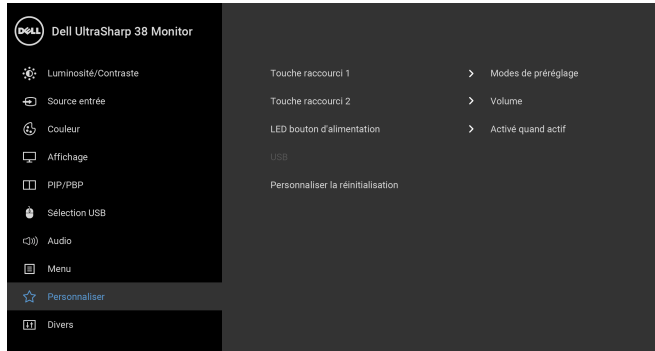 DELL Dell UltraSharp 38 Monitor
Luminosité/Contraste
Source entrée
Couleur
Affichage
PIP/PBP
Sélection USB
Audio
Menu
Personnaliser
Divers
Touche raccourci 1 > Modes de préréglage
Touche raccourci 2 > Volume
LED bouton d'alimentation > Activé quand actif
USB
Personnaliser la réinitialisation